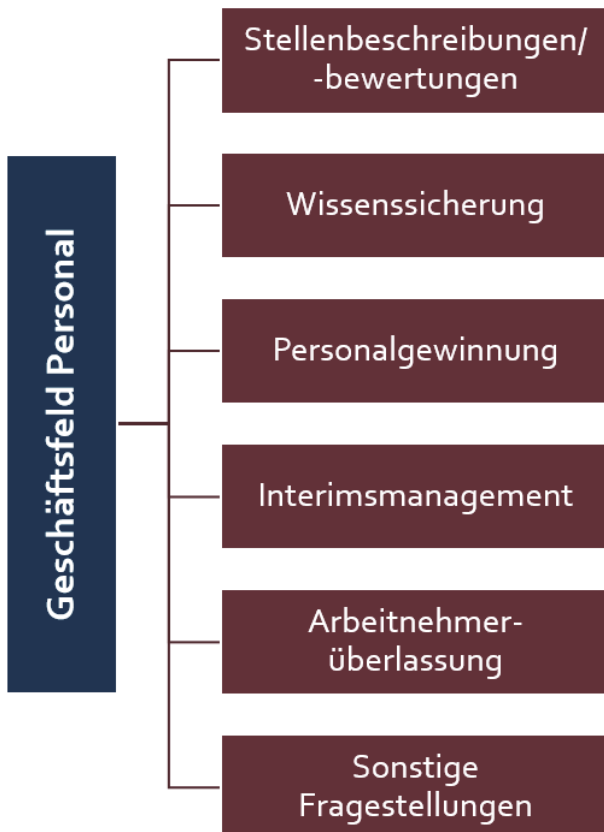 Geschäftsfeld Personal
Stellenbeschreibungen/
-bewertungen
Wissenssicherung
Personalgewinnung
Interimsmanagement
Arbeitnehmer-
überlassung
Sonstige
Fragestellungen